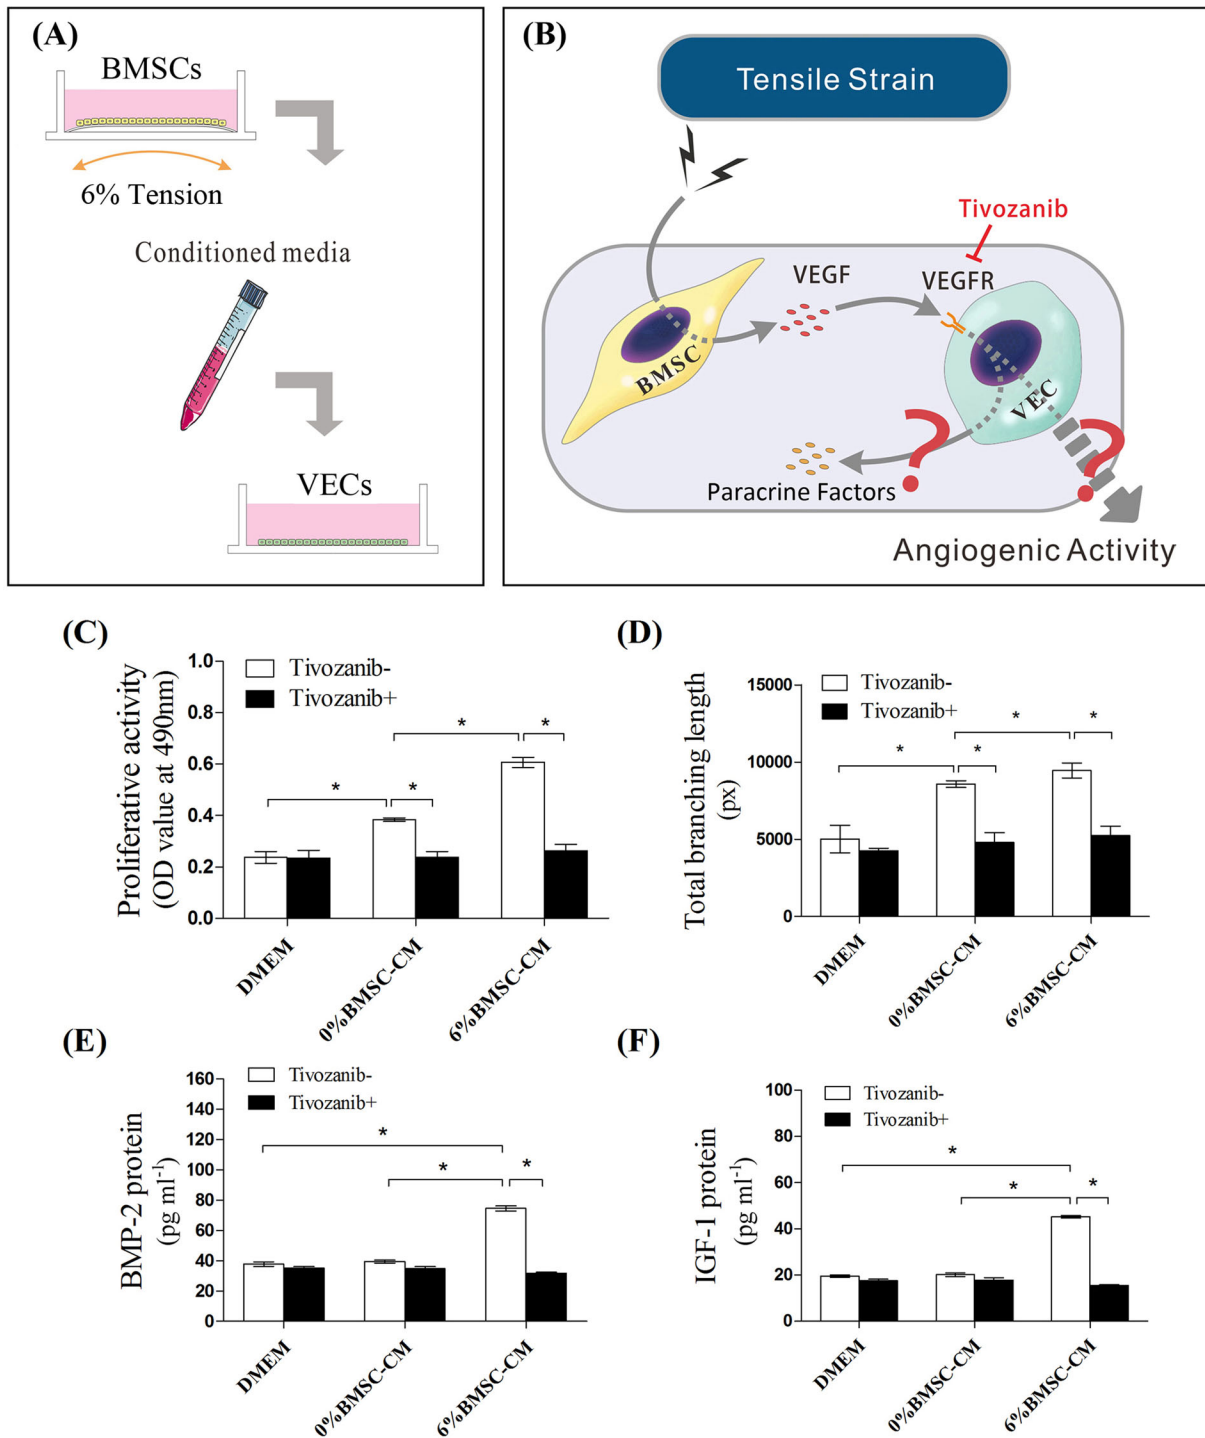 (A)
BMSCs
6% Tension
Conditioned media
VECs
(B)
Tensile Strain
Tivozanib
VEGF
VEGFR
BMSC
VEC
?
?
Paracrine Factors
Angiogenic Activity
(C)
Proliferative activity
(OD value at 490nm)
1.0
0.8
0.6
0.4
0.2
0.0
Tivozanib-
Tivozanib+
*
*
*
*
DMEM
0%BMSC-CM
6%BMSC-CM
(D)
Total branching length
(px)
15000
10000
5000
0
Tivozanib-
Tivozanib+
*
*
*
*
DMEM
0%BMSC-CM
6%BMSC-CM
(E)
BMP-2 protein
(pg ml⁻¹)
160
140
120
100
80
60
40
20
0
Tivozanib-
Tivozanib+
*
*
*
DMEM
0%BMSC-CM
6%BMSC-CM
(F)
IGF-1 protein
(pg ml⁻¹)
100
80
60
40
20
0
Tivozanib-
Tivozanib+
*
*
*
DMEM
0%BMSC-CM
6%BMSC-CM